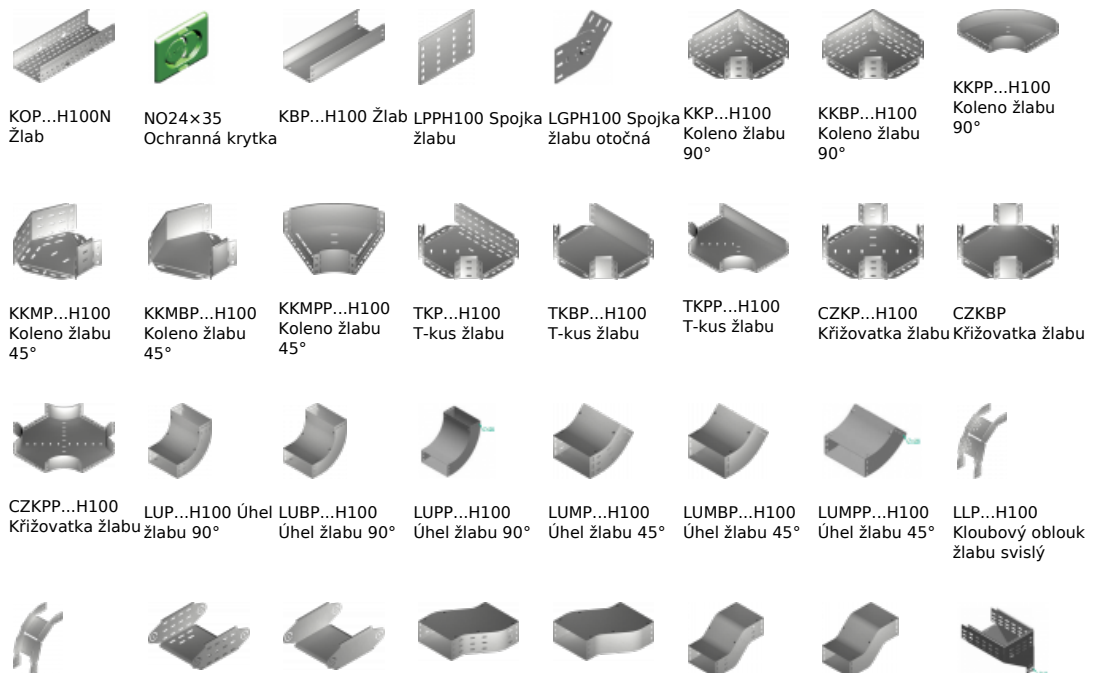 KOP...H100N
Žlab
NO24×35
Ochranná krytka
KBP...H100 Žlab
LPPH100 Spojka
žlabu
LGPH100 Spojka
žlabu otočná
KKP...H100
Koleno žlabu
90°
KKBP...H100
Koleno žlabu
90°
KKPP...H100
Koleno žlabu
90°
KKMP...H100
Koleno žlabu
45°
KKMBP...H100
Koleno žlabu
45°
KKMPP...H100
Koleno žlabu
45°
TKP...H100
T-kus žlabu
TKBP...H100
T-kus žlabu
TKPP...H100
T-kus žlabu
CZKP...H100
Křižovatka žlabu
CZKBP
Křižovatka žlabu
CZKPP...H100
Křižovatka žlabu
LUP...H100 Úhel
žlabu 90°
LUBP...H100
Úhel žlabu 90°
LUPP...H100
Úhel žlabu 90°
LUMP...H100
Úhel žlabu 45°
LUMBP...H100
Úhel žlabu 45°
LUMPP...H100
Úhel žlabu 45°
LLP...H100
Kloubový oblouk
žlabu svislý